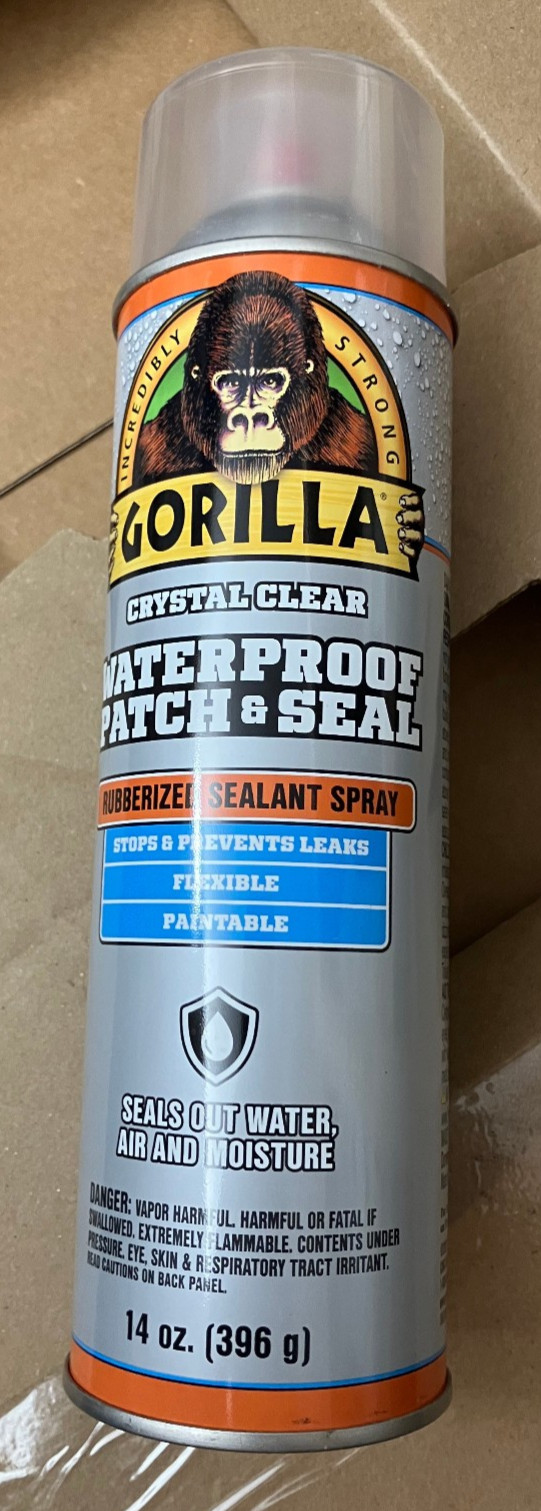 INCREDIBLY STRONG
GORILLA®
CRYSTAL CLEAR
WATERPROOF
PATCH & SEAL
RUBBERIZED SEALANT SPRAY
STOPS & PREVENTS LEAKS
FLEXIBLE
PAINTABLE
SEALS OUT WATER,
AIR AND MOISTURE
DANGER: VAPOR HARMFUL. HARMFUL OR FATAL IF
SWALLOWED. EXTREMELY FLAMMABLE. CONTENTS UNDER
PRESSURE. EYE, SKIN & RESPIRATORY TRACT IRRITANT.
READ CAUTIONS ON BACK PANEL.
14 oz. (396 g)